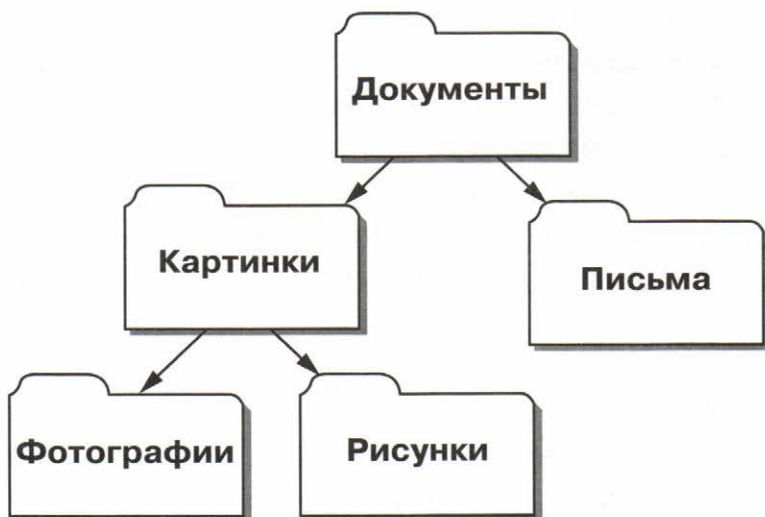 Документы
Картинки
Письма
Фотографии
Рисунки